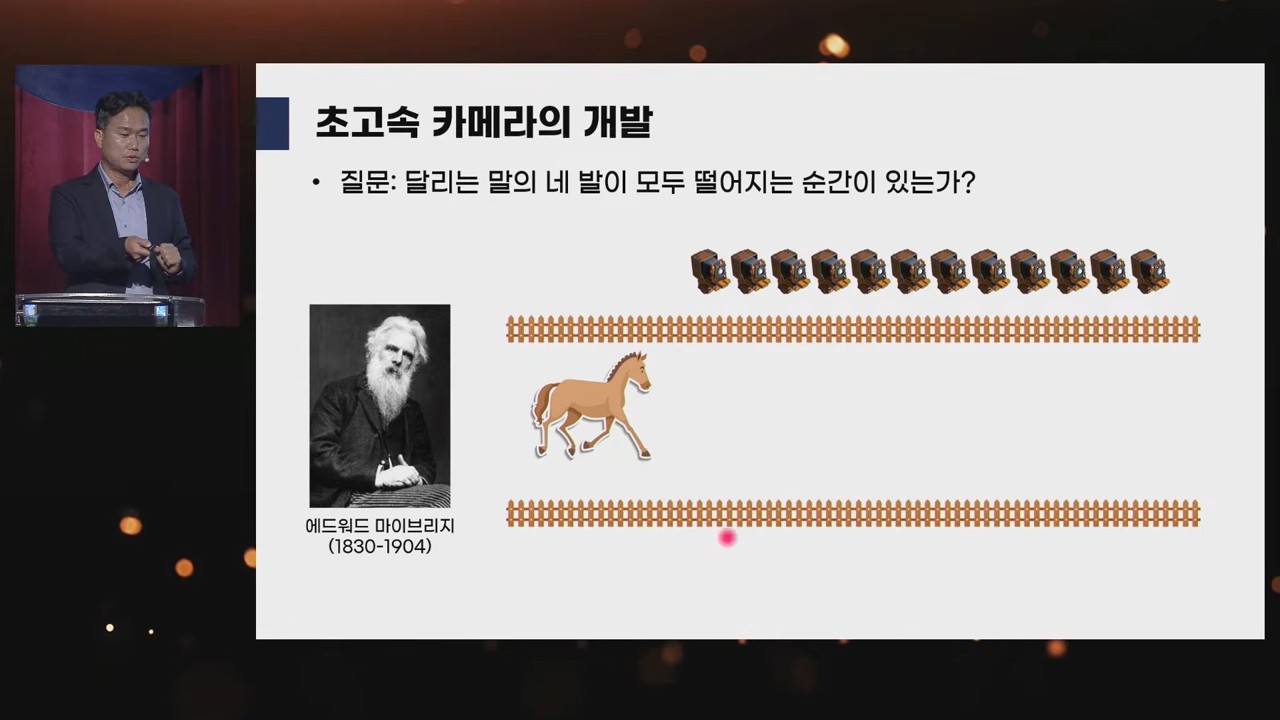 초고속 카메라의 개발
• 질문: 달리는 말의 네 발이 모두 떨어지는 순간이 있는가?
에드워드 마이브리지
(1830-1904)